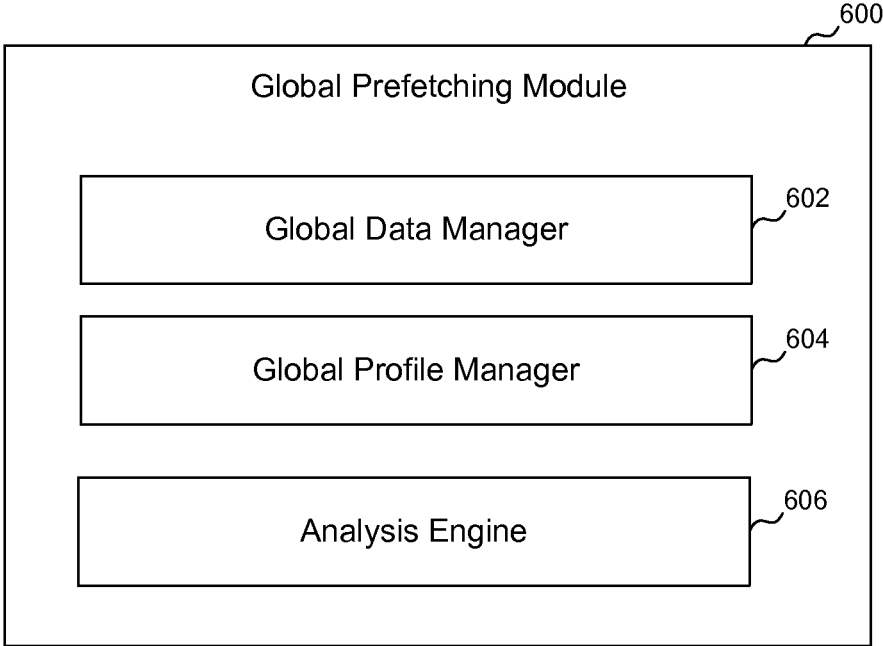 600
Global Prefetching Module
602
Global Data Manager
604
Global Profile Manager
606
Analysis Engine